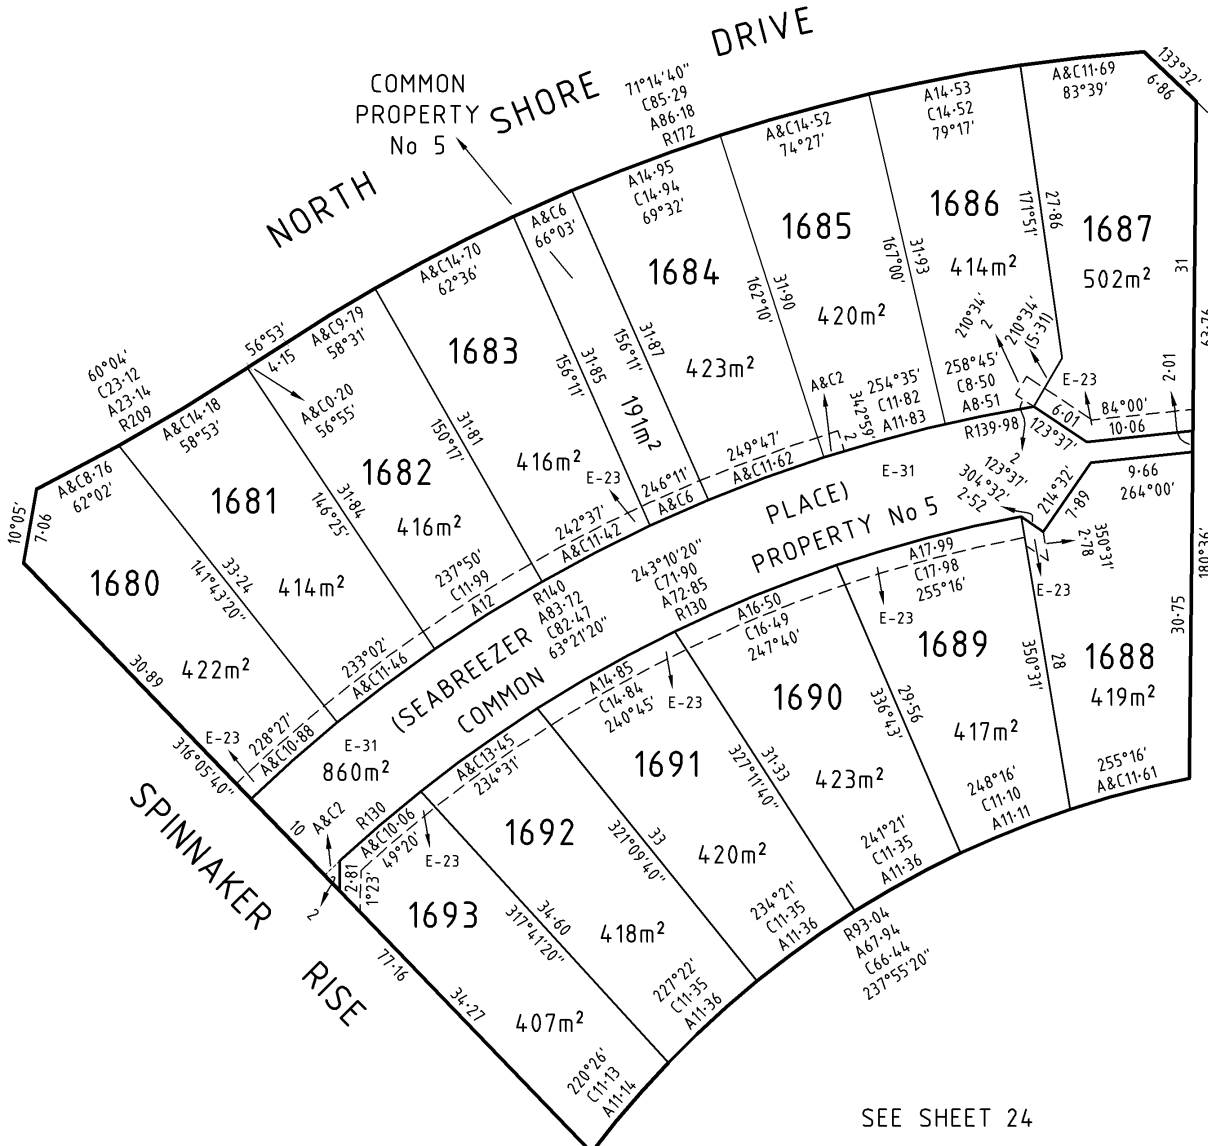 NORTH SHORE DRIVE
COMMON
PROPERTY
No 5
71°14'40"
C85·29
A86·18
R172
A&C14·52
74°27'
A14·53
C14·52
79°17'
A&C11·69
83°39'
133°32'
6·86
A14·95
C14·94
69°32'
A&C6
66°03'
A&C14·70
62°36'
A&C9·79
58°31'
56°53'
4·15
A&C0·20
56°55'
60°04'
C23·12
A23·14
R209
A&C14·18
58°53'
A&C8·76
62°02'
10°05'
7·06
1687
502m²
31
63·76
27·86
171°51'
1686
414m²
31·93
167°00'
1685
420m²
31·90
162°10'
1684
423m²
31·87
156°11'
31·85
156°11'
191m²
1683
416m²
31·81
150°17'
1682
416m²
31·84
146°25'
1681
414m²
33·24
141°43'20"
1680
422m²
30·89
316°05'40"
210°34'
2
210°34'
(5·31)
258°45'
C8·50
A8·51
254°35'
C11·82
A11·83
A&C2
342°59'
2
E-23
2·01
6·01
84°00'
10·06
R139·98
123°37'
2
123°37'
304°32'
2·52
214°32'
7·89
9·66
264°00'
350°31'
2·78
E-23
180°36'
249°47'
A&C11·62
246°11'
A&C6
E-23
242°37'
A&C11·42
237°50'
C11·99
A12
233°02'
A&C11·46
228°27'
A&C10·88
E-23
E-31
(SEABREEZER PLACE)
COMMON PROPERTY No 5
E-31
860m²
R140
A83·72
C82·47
63°21'20"
243°10'20"
C71·90
A72·85
R130
A17·99
C17·98
255°16'
E-23
A16·50
C16·49
247°40'
A14·85
C14·84
240°45'
E-23
A&C13·45
234°31'
R130
A&C10·06
49°20'
E-23
A&C2
10
2·81
1°23'
2
1688
419m²
30·75
255°16'
A&C11·61
28
350°31'
1689
417m²
248°16'
C11·10
A11·11
29·56
336°43'
1690
423m²
241°21'
C11·35
A11·36
31·33
327°11'40"
1691
420m²
234°21'
C11·35
A11·36
33
321°09'40"
1692
418m²
227°22'
C11·35
A11·36
34·60
317°41'20"
1693
407m²
220°26'
C11·13
A11·14
R93·04
A67·94
C66·44
237°55'20"
77·16
34·27
SPINNAKER RISE
SEE SHEET 24